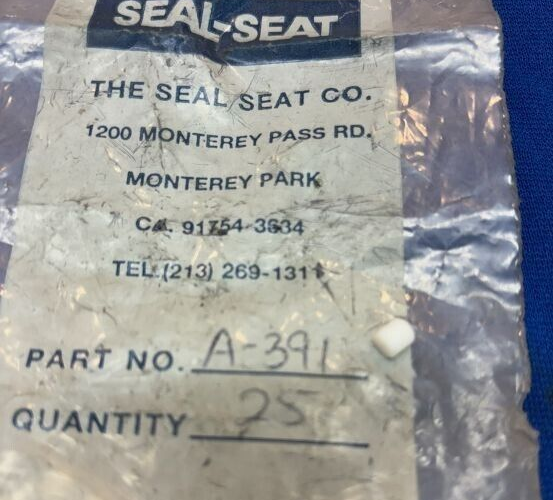 SEAL-SEAT
THE SEAL SEAT CO.
1200 MONTEREY PASS RD.
MONTEREY PARK
CA. 91754-3634
TEL.(213) 269-1311
PART NO. A-391
QUANTITY 25